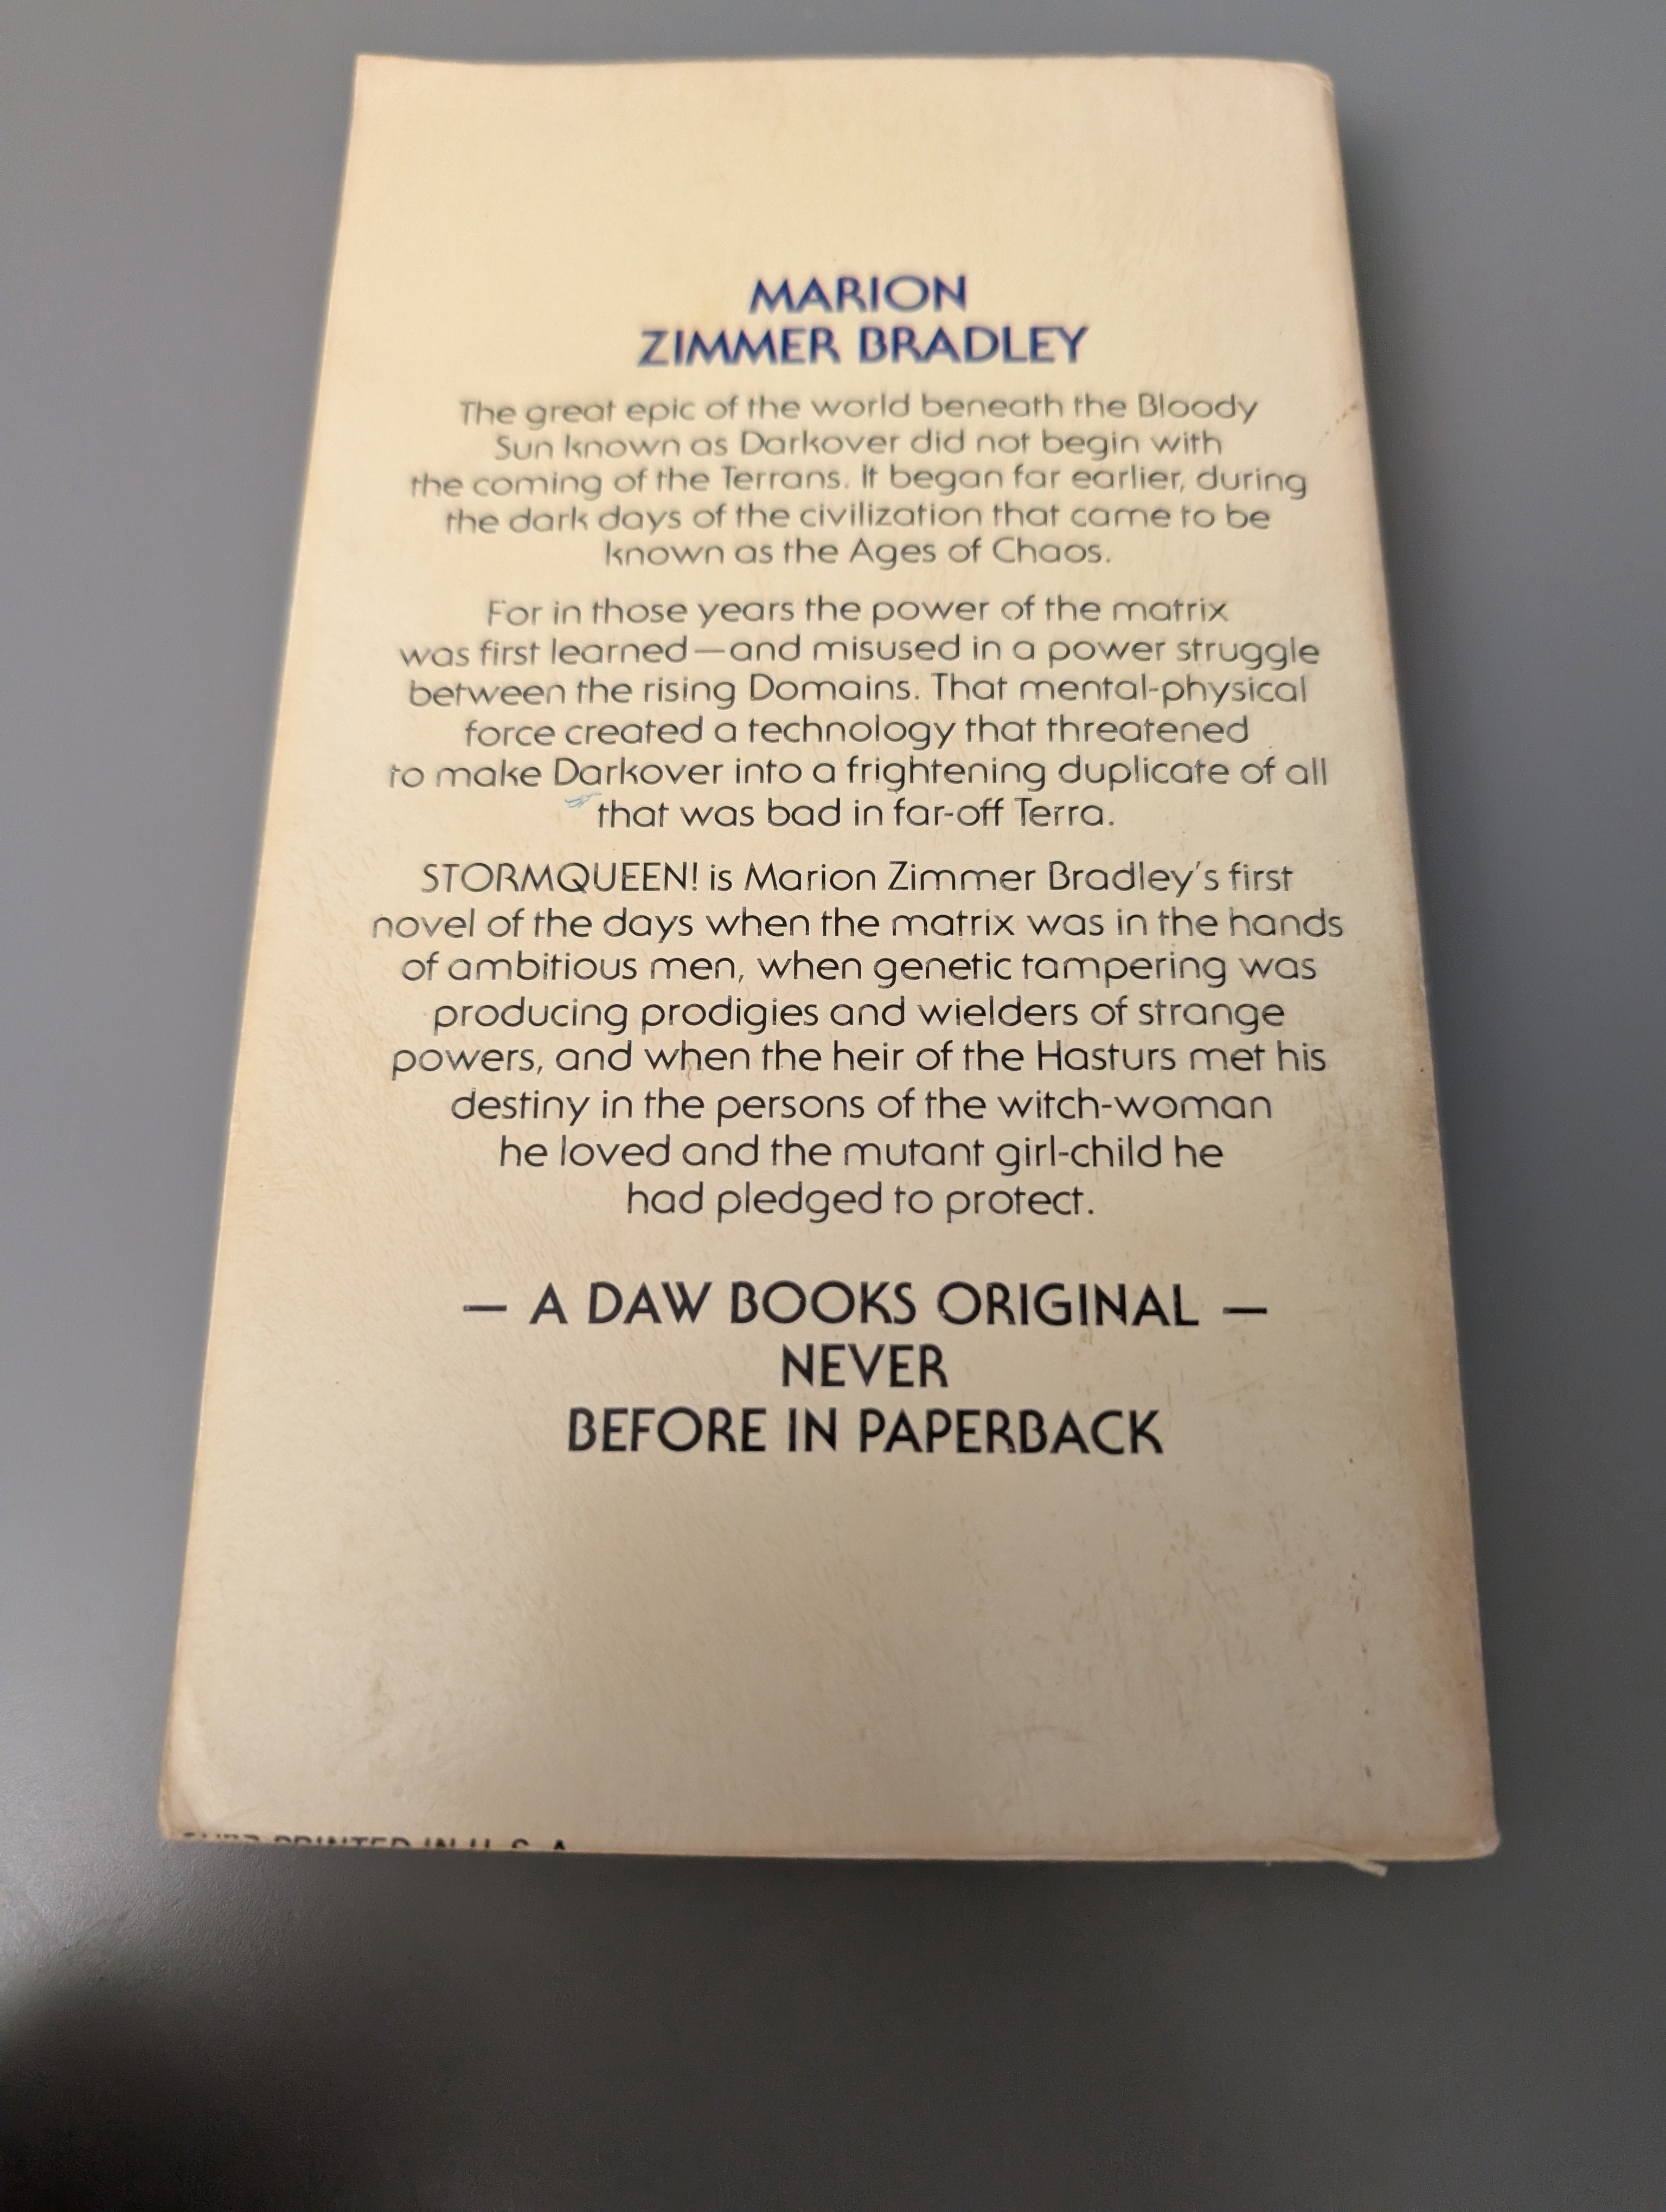 MARION
ZIMMER BRADLEY
The great epic of the world beneath the Bloody
Sun known as Darkover did not begin with
the coming of the Terrans. It began far earlier, during
the dark days of the civilization that came to be
known as the Ages of Chaos.
For in those years the power of the matrix
was first learned—and misused in a power struggle
between the rising Domains. That mental-physical
force created a technology that threatened
to make Darkover into a frightening duplicate of all
that was bad in far-off Terra.
STORMQUEEN! is Marion Zimmer Bradley's first
novel of the days when the matrix was in the hands
of ambitious men, when genetic tampering was
producing prodigies and wielders of strange
powers, and when the heir of the Hasturs met his
destiny in the persons of the witch-woman
he loved and the mutant girl-child he
had pledged to protect.
— A DAW BOOKS ORIGINAL —
NEVER
BEFORE IN PAPERBACK
PRINTED IN U. S. A.